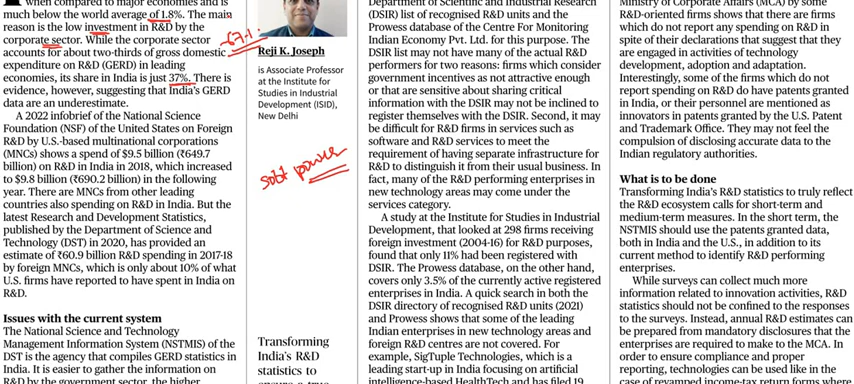 when compared to major economies and is
much below the world average of 1.8%. The main
reason is the low investment in R&D by the
corporate sector. While the corporate sector
accounts for about two-thirds of gross domestic
expenditure on R&D (GERD) in leading
economies, its share in India is just 37%. There is
evidence, however, suggesting that India's GERD
data are an underestimate.
A 2022 infobrief of the National Science
Foundation (NSF) of the United States on Foreign
R&D by U.S.-based multinational corporations
(MNCs) shows a spend of $9.5 billion (₹649.7
billion) on R&D in India in 2018, which increased
to $9.8 billion (₹690.2 billion) in the following
year. There are MNCs from other leading
countries also spending on R&D in India. But the
latest Research and Development Statistics,
published by the Department of Science and
Technology (DST) in 2020, has provided an
estimate of ₹60.9 billion R&D spending in 2017-18
by foreign MNCs, which is only about 10% of what
U.S. firms have reported to have spent in India on
R&D.
Issues with the current system
The National Science and Technology
Management Information System (NSTMIS) of the
DST is the agency that compiles GERD statistics in
India. It is easier to gather the information on
R&D by the government sector, the higher
67.1
Reji K. Joseph
is Associate Professor
at the Institute for
Studies in Industrial
Development (ISID),
New Delhi
soft power
Transforming
India's R&D
statistics to
ensure a true
Department of Scientific and Industrial Research
(DSIR) list of recognised R&D units and the
Prowess database of the Centre For Monitoring
Indian Economy Pvt. Ltd. for this purpose. The
DSIR list may not have many of the actual R&D
performers for two reasons: firms which consider
government incentives as not attractive enough
or that are sensitive about sharing critical
information with the DSIR may not be inclined to
register themselves with the DSIR. Second, it may
be difficult for R&D firms in services such as
software and R&D services to meet the
requirement of having separate infrastructure for
R&D to distinguish it from their usual business. In
fact, many of the R&D performing enterprises in
new technology areas may come under the
services category.
A study at the Institute for Studies in Industrial
Development, that looked at 298 firms receiving
foreign investment (2004-16) for R&D purposes,
found that only 11% had been registered with
DSIR. The Prowess database, on the other hand,
covers only 3.5% of the currently active registered
enterprises in India. A quick search in both the
DSIR directory of recognised R&D units (2021)
and Prowess shows that some of the leading
Indian enterprises in new technology areas and
foreign R&D centres are not covered. For
example, SigTuple Technologies, which is a
leading start-up in India focusing on artificial
intelligence-based HealthTech and has filed 19
Ministry of Corporate Affairs (MCA) by some
R&D-oriented firms shows that there are firms
which do not report any spending on R&D in
spite of their declarations that suggest that they
are engaged in activities of technology
development, adoption and adaptation.
Interestingly, some of the firms which do not
report spending on R&D do have patents granted
in India, or their personnel are mentioned as
innovators in patents granted by the U.S. Patent
and Trademark Office. They may not feel the
compulsion of disclosing accurate data to the
Indian regulatory authorities.
What is to be done
Transforming India's R&D statistics to truly reflect
the R&D ecosystem calls for short-term and
medium-term measures. In the short term, the
NSTMIS should use the patents granted data,
both in India and the U.S., in addition to its
current method to identify R&D performing
enterprises.
While surveys can collect much more
information related to innovation activities, R&D
statistics should not be confined to the responses
to the surveys. Instead, annual R&D estimates can
be prepared from mandatory disclosures that the
enterprises are required to make to the MCA. In
order to ensure compliance and proper
reporting, technologies can be used like in the
case of revamped income-tax return forms where